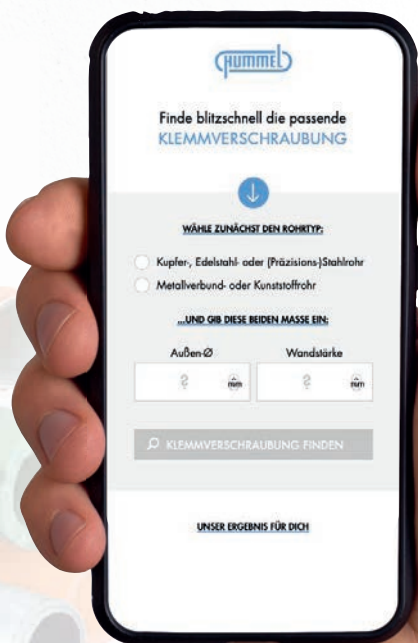 HUMMEL
Finde blitzschnell die passende
KLEMMVERSCHRAUBUNG
WÄHLE ZUNÄCHST DEN ROHRTYP:
Kupfer-, Edelstahl- oder (Präzisions-)Stahlrohr
Metallverbund- oder Kunststoffrohr
...UND GIB DIESE BEIDEN MASSE EIN:
Außen-Ø Wandstärke
? mm ? mm
KLEMMVERSCHRAUBUNG FINDEN
UNSER ERGEBNIS FÜR DICH